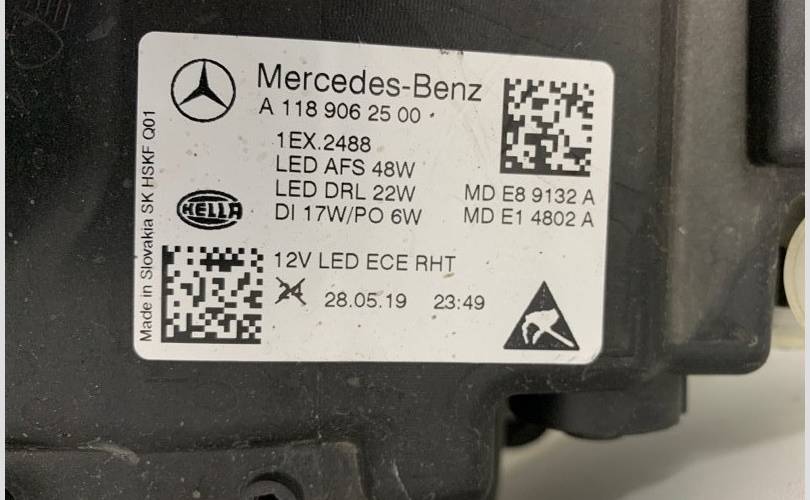 Mercedes-Benz
A 118 906 25 00
1EX.2488
LED AFS 48W
LED DRL 22W MD E8 9132 A
DI 17W/PO 6W MD E1 4802 A
HELLA
12V LED ECE RHT
24 28.05.19 23:49
Made in Slovakia SK HSKF Q01